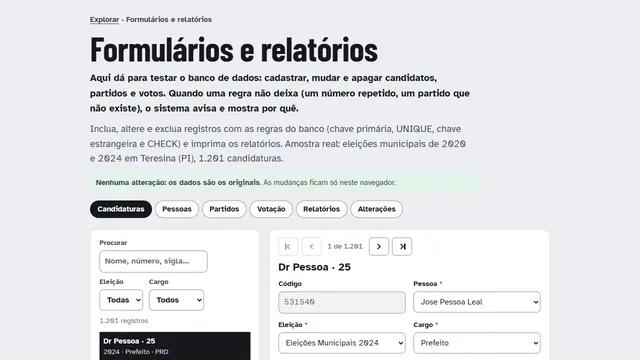 Explorar · Formulários e relatórios
Formulários e relatórios
Aqui dá para testar o banco de dados: cadastrar, mudar e apagar candidatos,
partidos e votos. Quando uma regra não deixa (um número repetido, um partido que
não existe), o sistema avisa e mostra por quê.
Inclua, altere e exclua registros com as regras do banco (chave primária, UNIQUE, chave
estrangeira e CHECK) e imprima os relatórios. Amostra real: eleições municipais de 2020
e 2024 em Teresina (PI), 1.201 candidaturas.
Nenhuma alteração: os dados são os originais. As mudanças ficam só neste navegador.
Candidaturas Pessoas Partidos Votação Relatórios Alterações
Procurar
Nome, número, sigla...
Eleição Cargo
Todas Todos
1.201 registros
Dr Pessoa · 25
2024 · Prefeito · PRD
1 de 1.201
Dr Pessoa · 25
Código Pessoa *
531540 Jose Pessoa Leal
Eleição * Cargo *
Eleições Municipais 2024 Prefeito